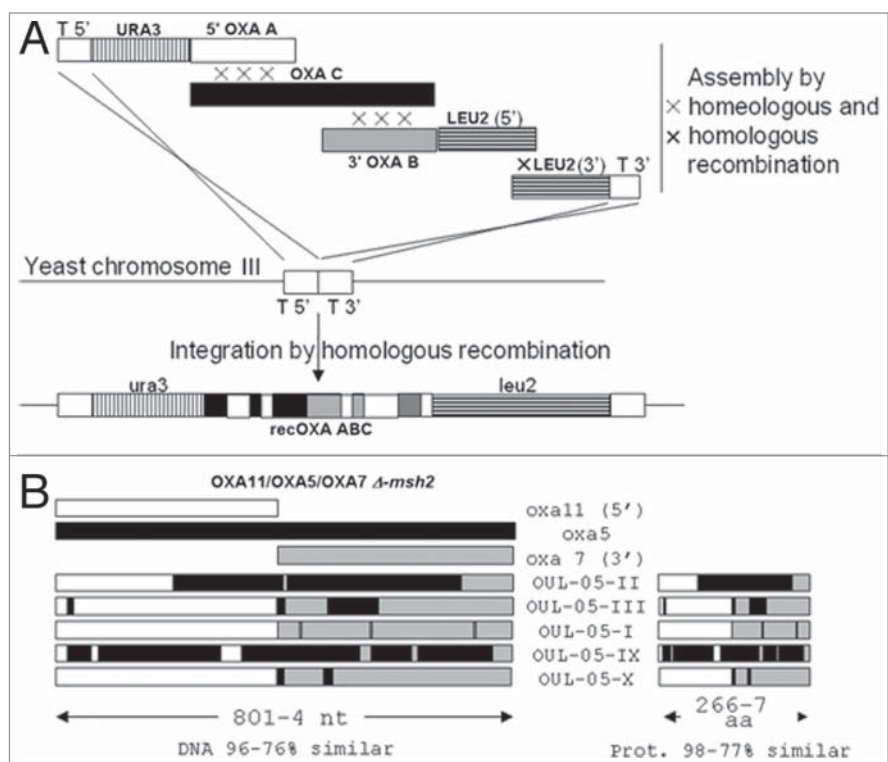 A
T 5'
URA3
5' OXA A
OXA C
LEU2 (5')
3' OXA B
LEU2(3')
T 3'
Assembly by
homeologous and
homologous
recombination
Yeast chromosome III
T 5'
T 3'
Integration by homologous recombination
ura3
leu2
recOXA ABC
B
OXA11/OXA5/OXA7 Δ-msh2
oxa11 (5')
oxa5
oxa 7 (3')
OUL-05-II
OUL-05-III
OUL-05-I
OUL-05-IX
OUL-05-X
801-4 nt
266-7
aa
DNA 96-76% similar
Prot. 98-77% similar